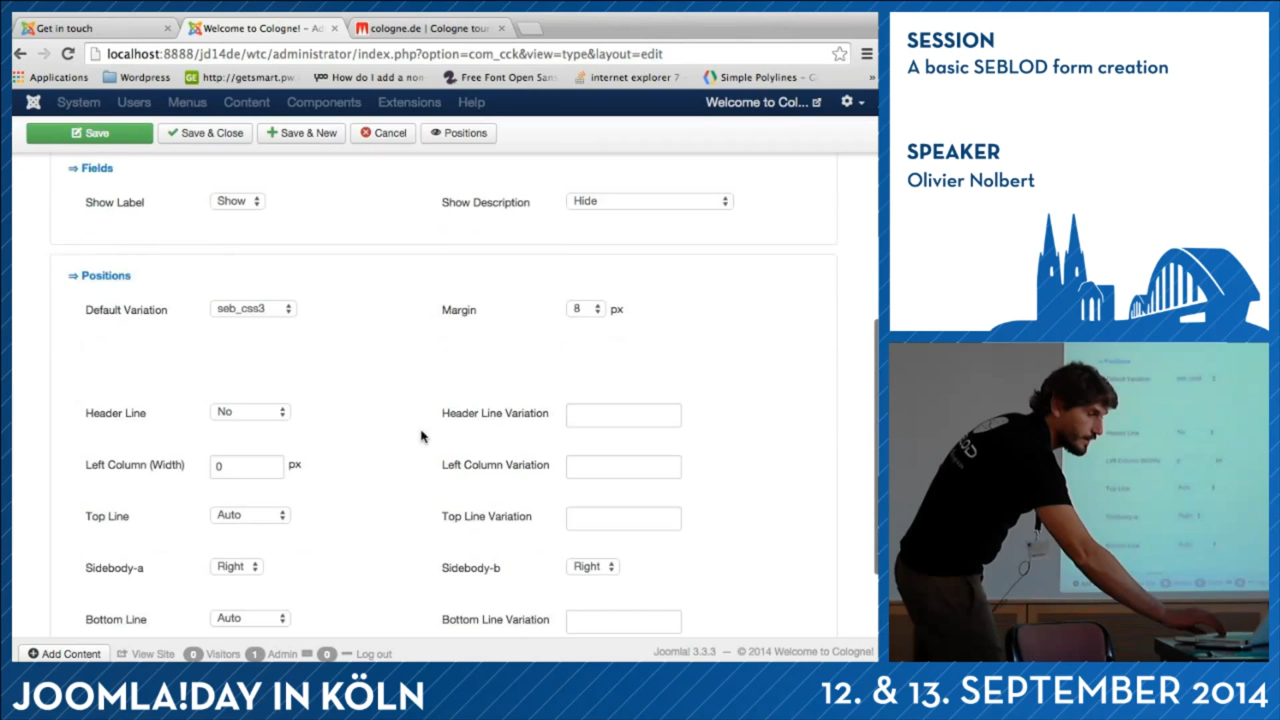 Get in touch
Welcome to Cologne! - Ad
cologne.de | Cologne tour
localhost:8888/jd14de/wtc/administrator/index.php?option=com_cck&view=type&layout=edit
Applications
Wordpress
GE http://getsmart.pw
How do I add a non
Free Font Open San
internet explorer 7
Simple Polylines - G
System Users Menus Content Components Extensions Help
Welcome to Col...
Save
Save & Close
Save & New
Cancel
Positions
⇒ Fields
Show Label
Show
Show Description
Hide
⇒ Positions
Default Variation
seb_css3
Margin
8
px
Header Line
No
Header Line Variation
Left Column (Width)
0
px
Left Column Variation
Top Line
Auto
Top Line Variation
Sidebody-a
Right
Sidebody-b
Right
Bottom Line
Auto
Bottom Line Variation
Add Content
View Site
0 Visitors
1 Admin
0
Log out
Joomla! 3.3.3 — © 2014 Welcome to Cologne!
SESSION
A basic SEBLOD form creation
SPEAKER
Olivier Nolbert
JOOMLA!DAY IN KÖLN
12. & 13. SEPTEMBER 2014